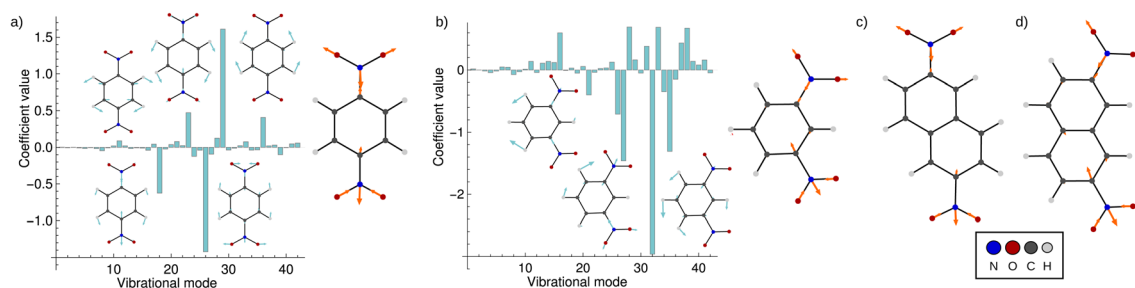 a)
Coefficient value
1.5
1.0
0.5
0.0
−0.5
−1.0
10
20
30
40
Vibrational mode
b)
Coefficient value
0
−1
−2
10
20
30
40
Vibrational mode
c)
d)
N O C H